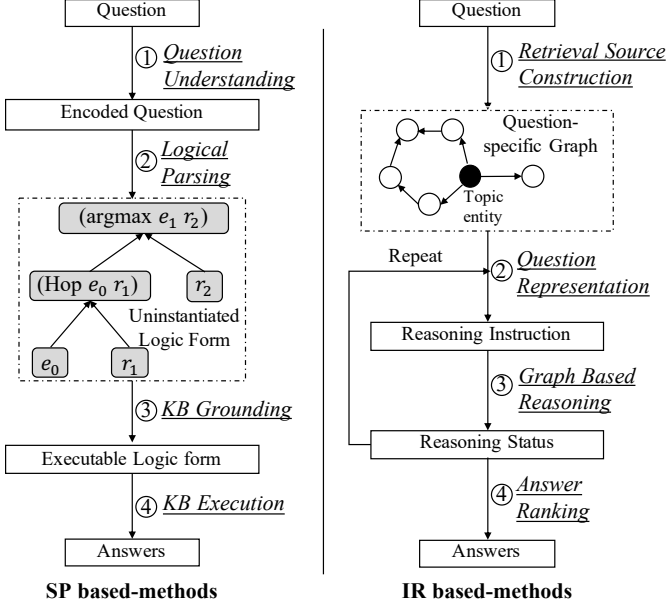 Question
① Question
Understanding
Encoded Question
② Logical
Parsing
(argmax e₁ r₂)
(Hop e₀ r₁)
r₂
Uninstantiated
Logic Form
e₀
r₁
③ KB Grounding
Executable Logic form
④ KB Execution
Answers
SP based-methods
Question
① Retrieval Source
Construction
Question-
specific Graph
Topic
entity
Repeat
② Question
Representation
Reasoning Instruction
③ Graph Based
Reasoning
Reasoning Status
④ Answer
Ranking
Answers
IR based-methods